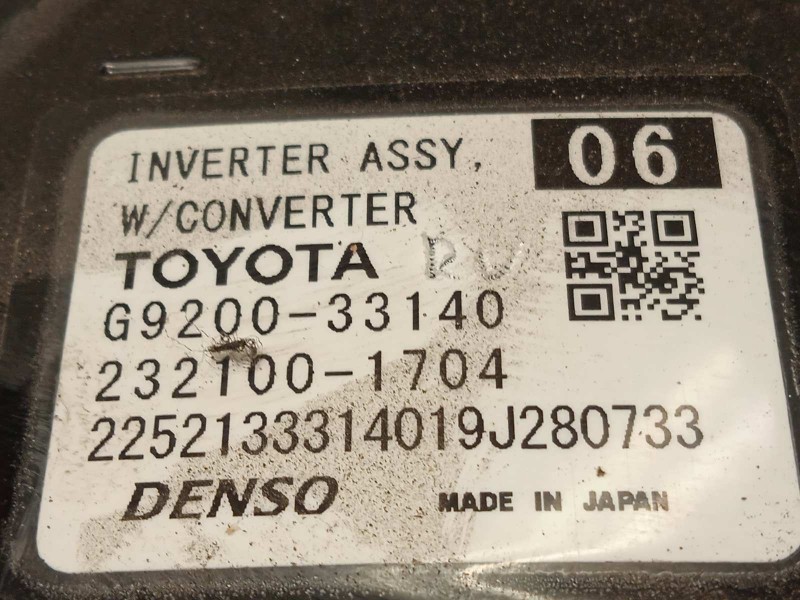 INVERTER ASSY,
06
W/CONVERTER
TOYOTA
G9200-33140
232100-1704
2252133314019J280733
DENSO
MADE IN JAPAN